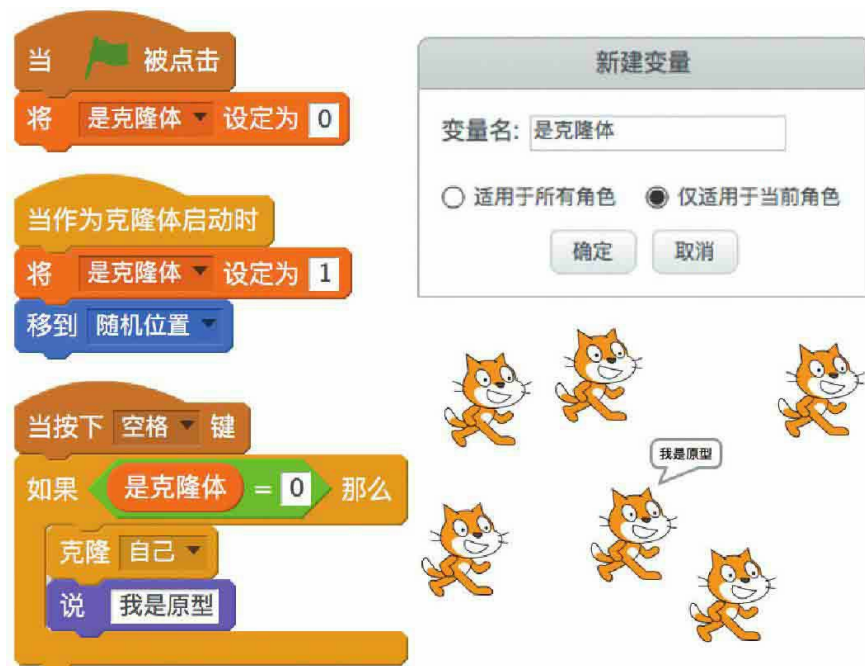 当 被点击
将 是克隆体 设定为 0
当作为克隆体启动时
将 是克隆体 设定为 1
移到 随机位置
当按下 空格 键
如果 是克隆体 = 0 那么
克隆 自己
说 我是原型
新建变量
变量名: 是克隆体
适用于所有角色 仅适用于当前角色
确定 取消
我是原型